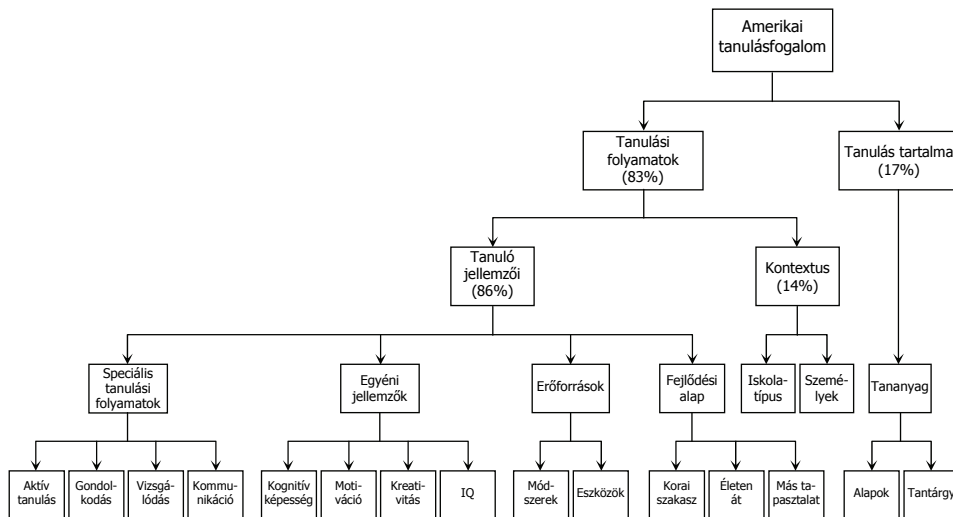 Amerikai
tanulásfogalom
Tanulási
folyamatok
(83%)
Tanulás tartalma
(17%)
Tanuló
jellemzői
(86%)
Kontextus
(14%)
Speciális
tanulási
folyamatok
Egyéni
jellemzők
Erőforrások
Fejlődési
alap
Iskola-
típus
Szemé-
lyek
Tananyag
Aktív
tanulás
Gondol-
kodás
Vizsgá-
lódás
Kommu-
nikáció
Kognitív
képesség
Moti-
váció
Kreati-
vitás
IQ
Mód-
szerek
Eszközök
Korai
szakasz
Életen
át
Más ta-
pasztalat
Alapok
Tantárgy